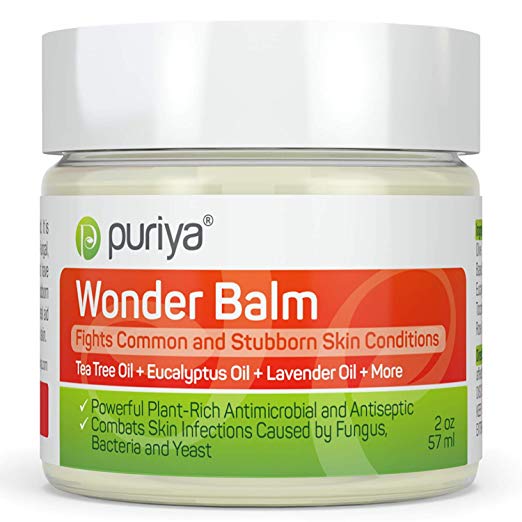 puriya®
Wonder Balm
Fights Common and Stubborn Skin Conditions
Tea Tree Oil + Eucalyptus Oil + Lavender Oil + More
✓ Powerful Plant-Rich Antimicrobial and Antiseptic
✓ Combats Skin Infections Caused by Fungus,
Bacteria and Yeast
2 oz
57 ml